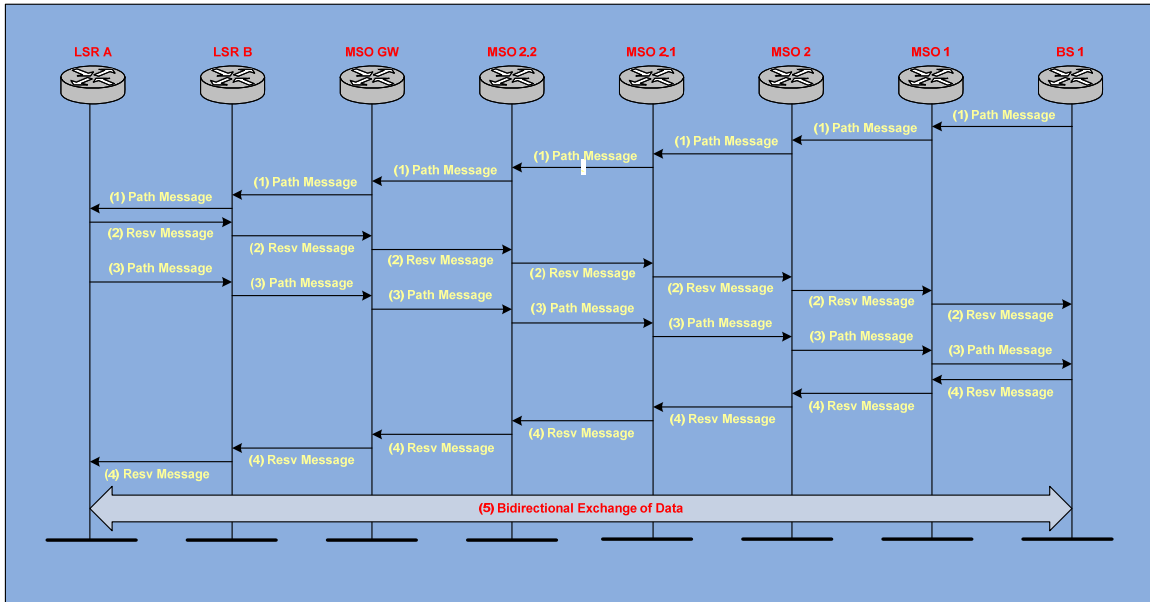 LSR A
LSR B
MSO GW
MSO 2.2
MSO 2.1
MSO 2
MSO 1
BS 1
(1) Path Message
(1) Path Message
(1) Path Message
(1) Path Message
(1) Path Message
(1) Path Message
(1) Path Message
(2) Resv Message
(2) Resv Message
(2) Resv Message
(2) Resv Message
(2) Resv Message
(2) Resv Message
(2) Resv Message
(3) Path Message
(3) Path Message
(3) Path Message
(3) Path Message
(3) Path Message
(3) Path Message
(3) Path Message
(4) Resv Message
(4) Resv Message
(4) Resv Message
(4) Resv Message
(4) Resv Message
(4) Resv Message
(4) Resv Message
(5) Bidirectional Exchange of Data